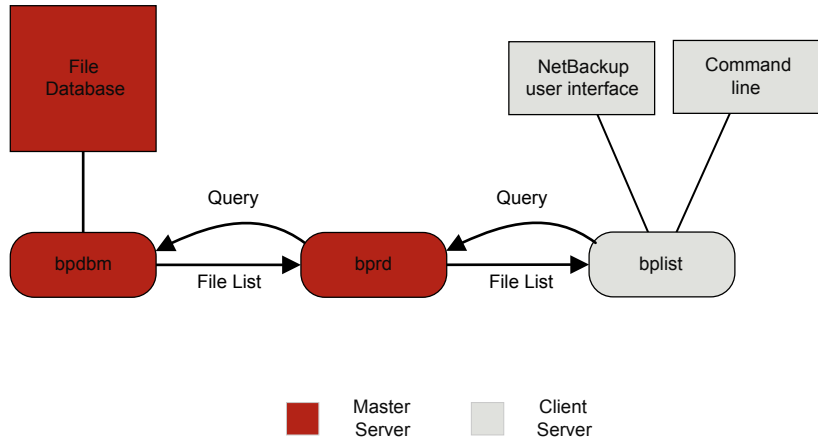 File
Database
NetBackup
user interface
Command
line
Query
Query
bpdbm
bprd
bplist
File List
File List
Master
Server
Client
Server